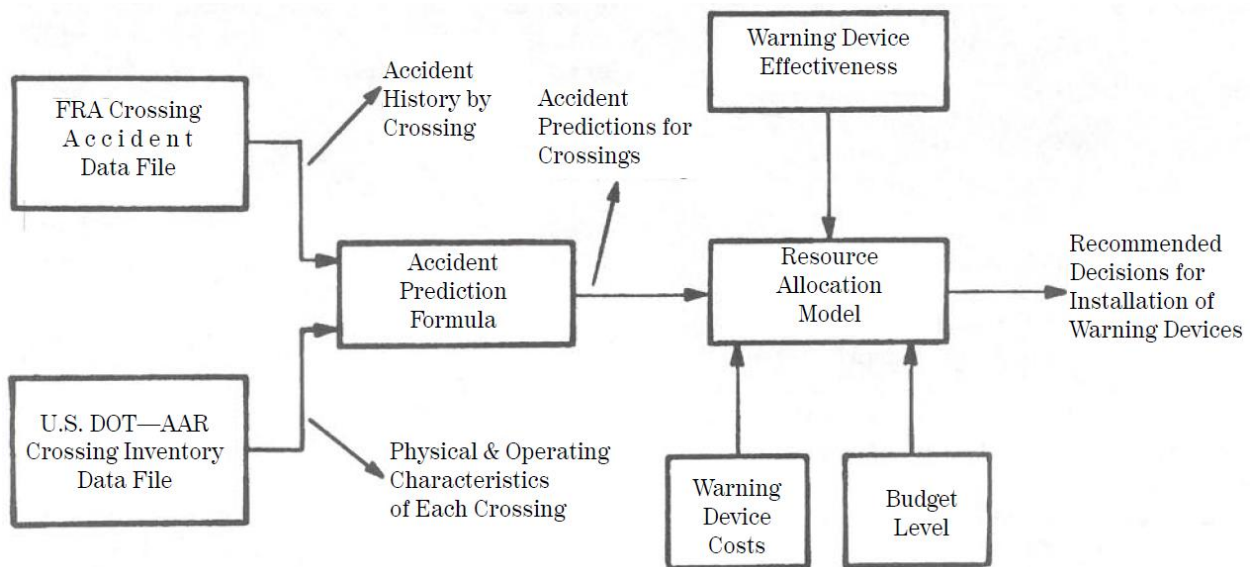 FRA Crossing
A c c i d e n t
Data File
Accident
History by
Crossing
Accident
Predictions for
Crossings
Warning Device
Effectiveness
Accident
Prediction
Formula
Resource
Allocation
Model
Recommended
Decisions for
Installation of
Warning Devices
U.S. DOT—AAR
Crossing Inventory
Data File
Physical & Operating
Characteristics
of Each Crossing
Warning
Device
Costs
Budget
Level